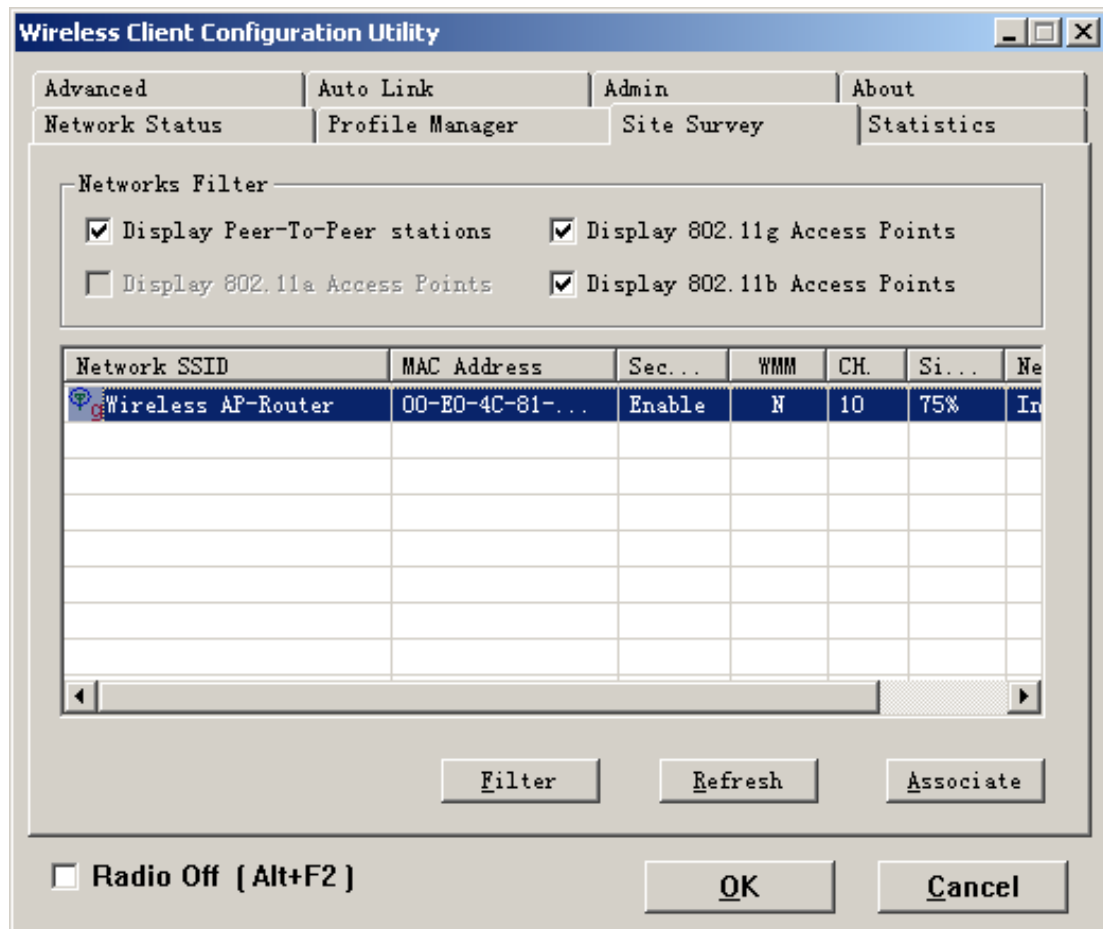 Wireless Client Configuration Utility
Advanced Auto Link Admin About
Network Status Profile Manager Site Survey Statistics
Networks Filter
Display Peer-To-Peer stations Display 802.11g Access Points
Display 802.11a Access Points Display 802.11b Access Points
Network SSID MAC Address Sec... WMM CH. Si... Ne
g Wireless AP-Router 00-E0-4C-81-... Enable N 10 75% In
Filter Refresh Associate
Radio Off ( Alt+F2 ) OK Cancel